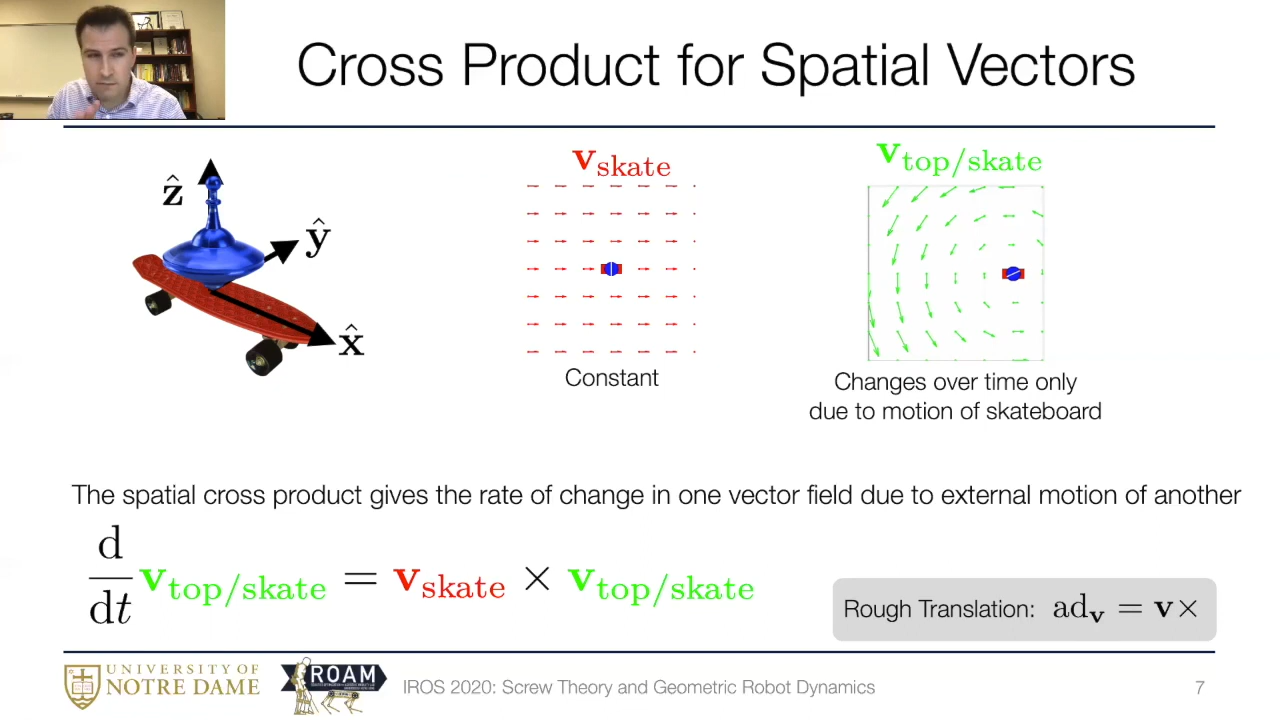 Cross Product for Spatial Vectors
ẑ
ŷ
x̂
v_skate
Constant
v_top/skate
Changes over time only
due to motion of skateboard
The spatial cross product gives the rate of change in one vector field due to external motion of another
d/dt v_top/skate = v_skate × v_top/skate
Rough Translation: ad_v = v×
UNIVERSITY OF
NOTRE DAME
ROAM
IROS 2020: Screw Theory and Geometric Robot Dynamics
7